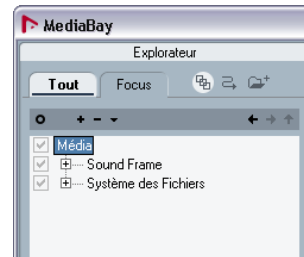 MediaBay
Explorateur
Tout Focus
Média
Sound Frame
Système des Fichiers